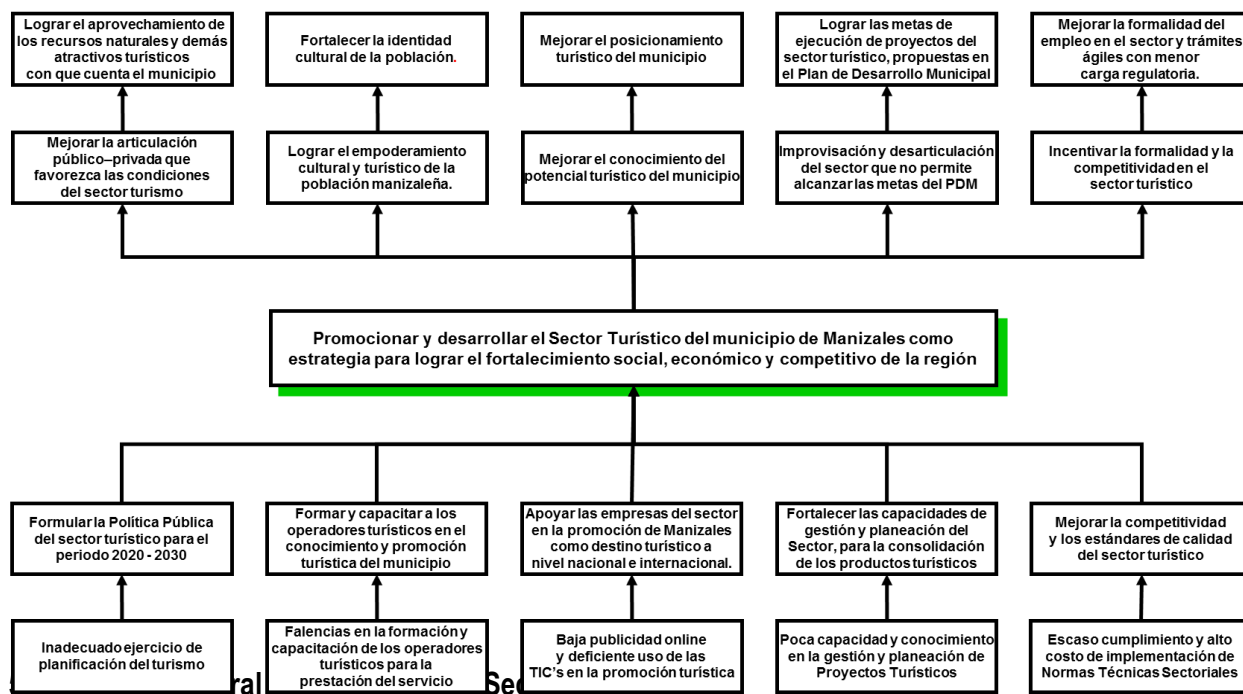 Lograr el aprovechamiento de
los recursos naturales y demás
atractivos turísticos
con que cuenta el municipio
Fortalecer la identidad
cultural de la población.
Mejorar el posicionamiento
turístico del municipio
Lograr las metas de
ejecución de proyectos del
sector turístico, propuestas en
el Plan de Desarrollo Municipal
Mejorar la formalidad del
empleo en el sector y trámites
ágiles con menor
carga regulatoria.
Mejorar la articulación
público–privada que
favorezca las condiciones
del sector turismo
Lograr el empoderamiento
cultural y turístico de la
población manizaleña.
Mejorar el conocimiento del
potencial turístico del municipio
Improvisación y desarticulación
del sector que no permite
alcanzar las metas del PDM
Incentivar la formalidad y la
competitividad en el
sector turístico
Promocionar y desarrollar el Sector Turístico del municipio de Manizales como
estrategia para lograr el fortalecimiento social, económico y competitivo de la región
Formular la Política Pública
del sector turístico para el
periodo 2020 - 2030
Formar y capacitar a los
operadores turísticos en el
conocimiento y promoción
turística del municipio
Apoyar las empresas del sector
en la promoción de Manizales
como destino turístico a
nivel nacional e internacional.
Fortalecer las capacidades de
gestión y planeación del
Sector, para la consolidación
de los productos turísticos
Mejorar la competitividad
y los estándares de calidad
del sector turístico
Inadecuado ejercicio de
planificación del turismo
Falencias en la formación y
capacitación de los operadores
turísticos para la
prestación del servicio
Baja publicidad online
y deficiente uso de las
TIC's en la promoción turística
Poca capacidad y conocimiento
en la gestión y planeación de
Proyectos Turísticos
Escaso cumplimiento y alto
costo de implementación de
Normas Técnicas Sectoriales